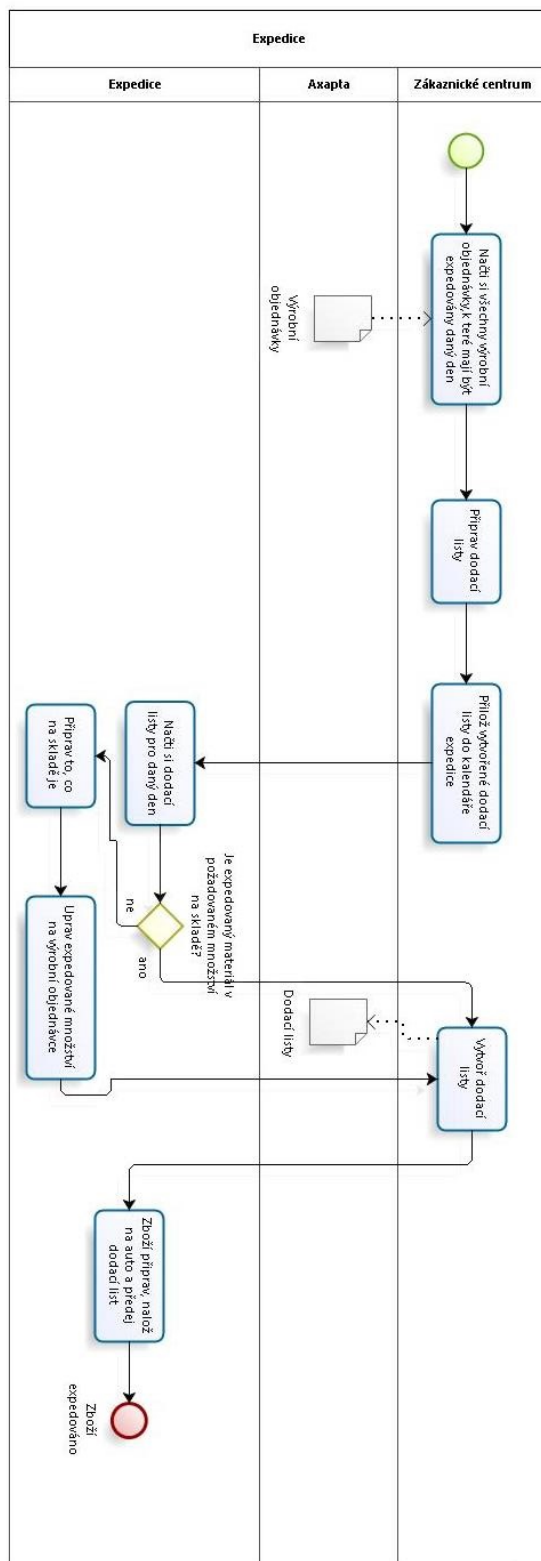 Expedice
Expedice
Axapta
Zákaznické centrum
Načti si všechny výrobní
objednávky,k teré mají být
expedovány daný den
Výrobní
objednávky
Připrav dodací
listy
Přilož vytvořené dodací
listy do kalendáře
expedice
Načti si dodací
listy pro daný den
Je expedovaný materiál v
požadovaném množství
na skladě?
ne
ano
Připrav to, co
na skladě je
Uprav expedované množství
na výrobní objednávce
Vytvoř dodací
listy
Dodací listy
Zboží připrav, nalož
na auto a předej
dodací list
Zboží
expedováno